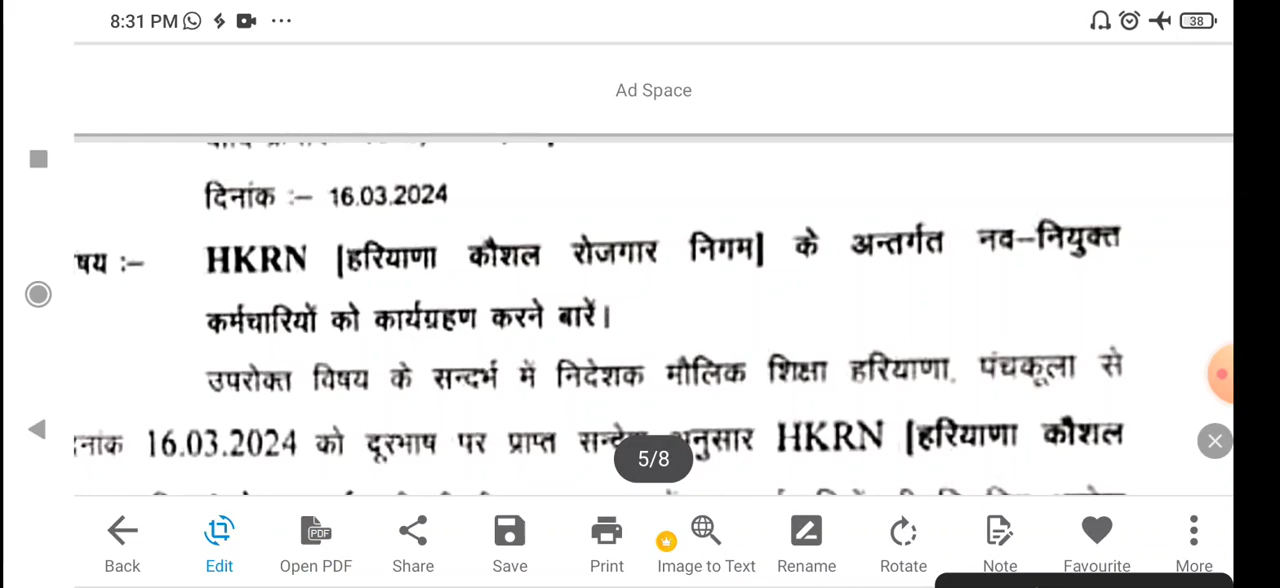 8:31 PM
38
Ad Space
दिनांक :– 16.03.2024
षय :– HKRN [हरियाणा कौशल रोजगार निगम] के अन्तर्गत नव–नियुक्त
कर्मचारियों को कार्यग्रहण करने बारें।
उपरोक्त विषय के सन्दर्भ में निदेशक मौलिक शिक्षा हरियाणा, पंचकूला से
नांक 16.03.2024 को दूरभाष पर प्राप्त अनुसार HKRN [हरियाणा कौशल
5/8
Back Edit Open PDF Share Save Print Image to Text Rename Rotate Note Favourite More
PDF